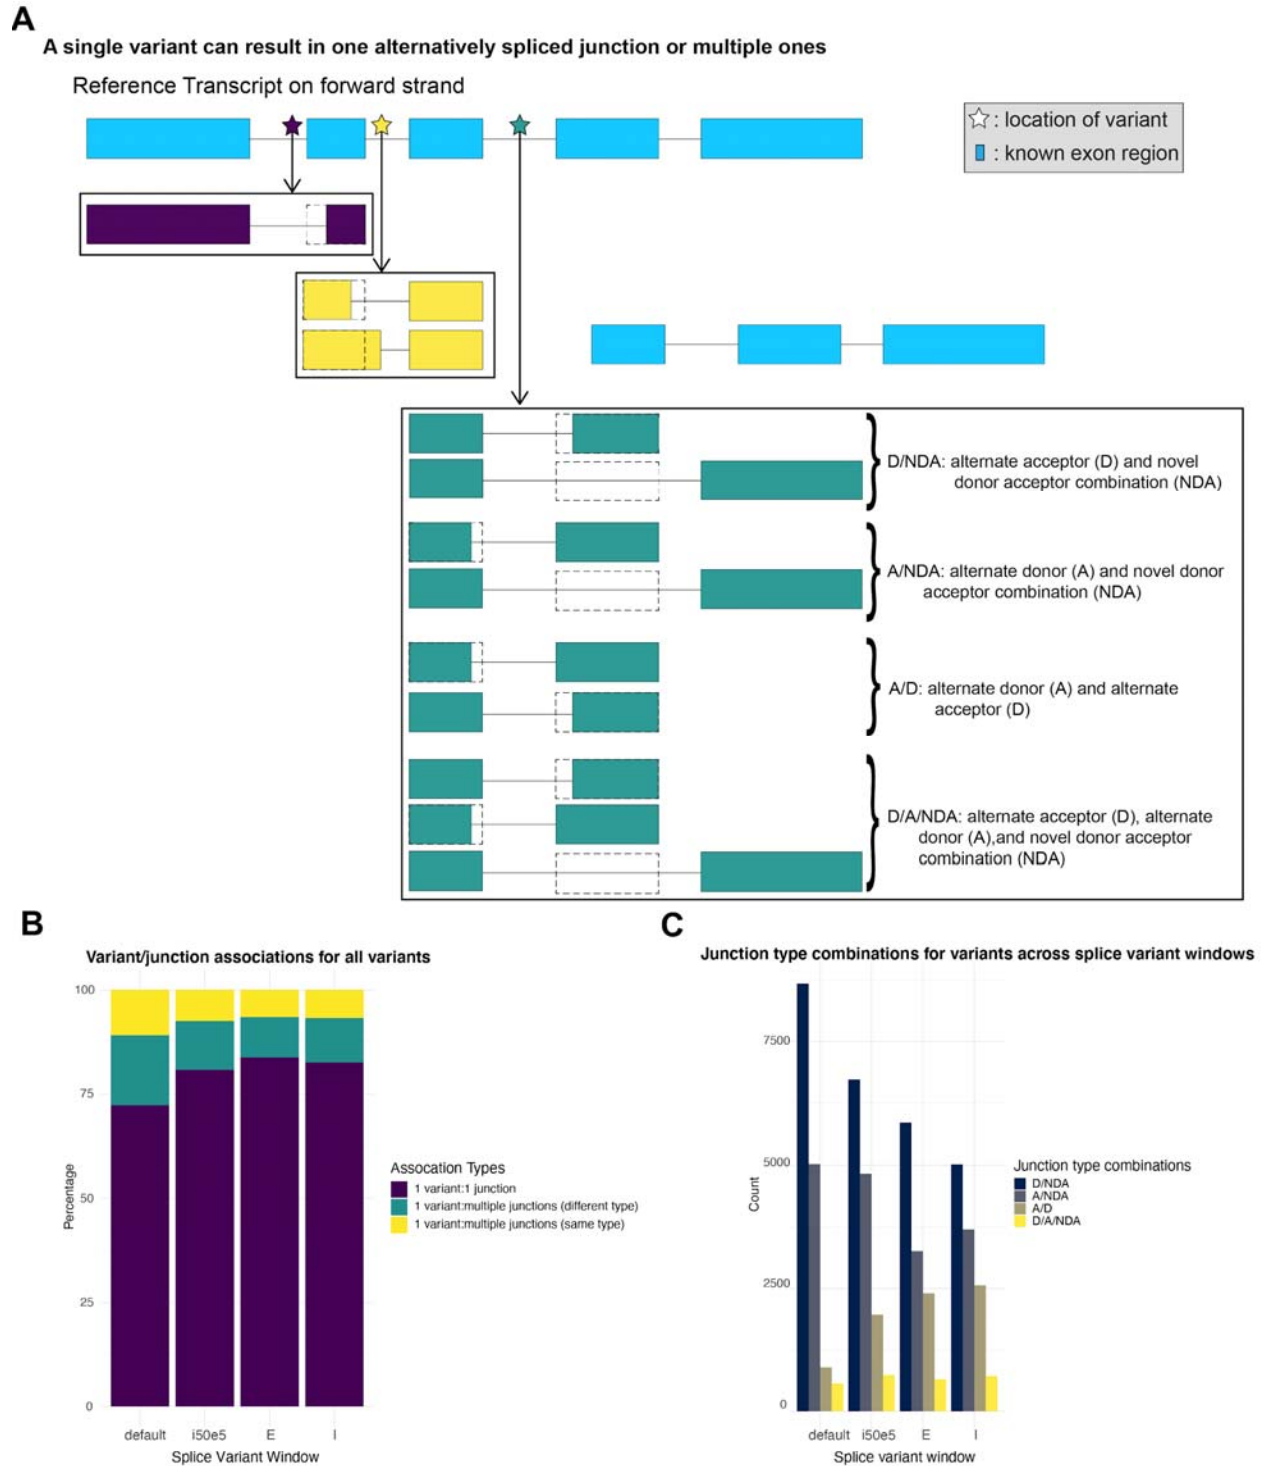 A
A single variant can result in one alternatively spliced junction or multiple ones
Reference Transcript on forward strand
: location of variant
: known exon region
D/NDA: alternate acceptor (D) and novel
donor acceptor combination (NDA)
A/NDA: alternate donor (A) and novel donor
acceptor combination (NDA)
A/D: alternate donor (A) and alternate
acceptor (D)
D/A/NDA: alternate acceptor (D), alternate
donor (A),and novel donor acceptor
combination (NDA)
B
Variant/junction associations for all variants
100
75
50
25
0
Percentage
default
i50e5
E
I
Splice Variant Window
Assocation Types
1 variant:1 junction
1 variant:multiple junctions (different type)
1 variant:multiple junctions (same type)
C
Junction type combinations for variants across splice variant windows
7500
5000
2500
0
Count
default
i50e5
E
I
Splice variant window
Junction type combinations
D/NDA
A/NDA
A/D
D/A/NDA